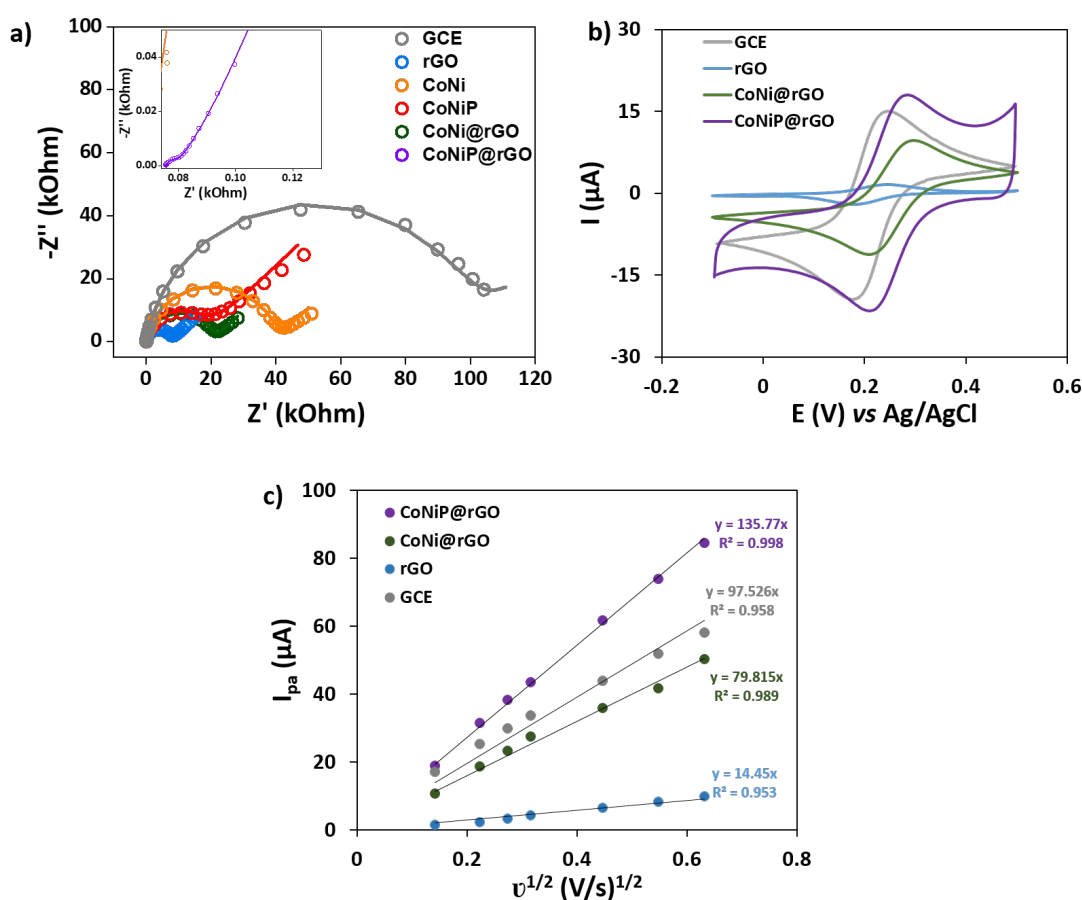 a)
100
80
60
40
20
0
-Z'' (kOhm)
0
20
40
60
80
100
120
Z' (kOhm)
0.04
0.02
0.00
-Z'' (kOhm)
0.08
0.10
0.12
Z' (kOhm)
GCE
rGO
CoNi
CoNiP
CoNi@rGO
CoNiP@rGO
b)
30
15
0
-15
-30
I (µA)
-0.2
0
0.2
0.4
0.6
E (V) vs Ag/AgCl
GCE
rGO
CoNi@rGO
CoNiP@rGO
c)
100
80
60
40
20
0
Ipa (µA)
0
0.2
0.4
0.6
0.8
υ1/2 (V/s)1/2
CoNiP@rGO
CoNi@rGO
rGO
GCE
y = 135.77x
R² = 0.998
y = 97.526x
R² = 0.958
y = 79.815x
R² = 0.989
y = 14.45x
R² = 0.953